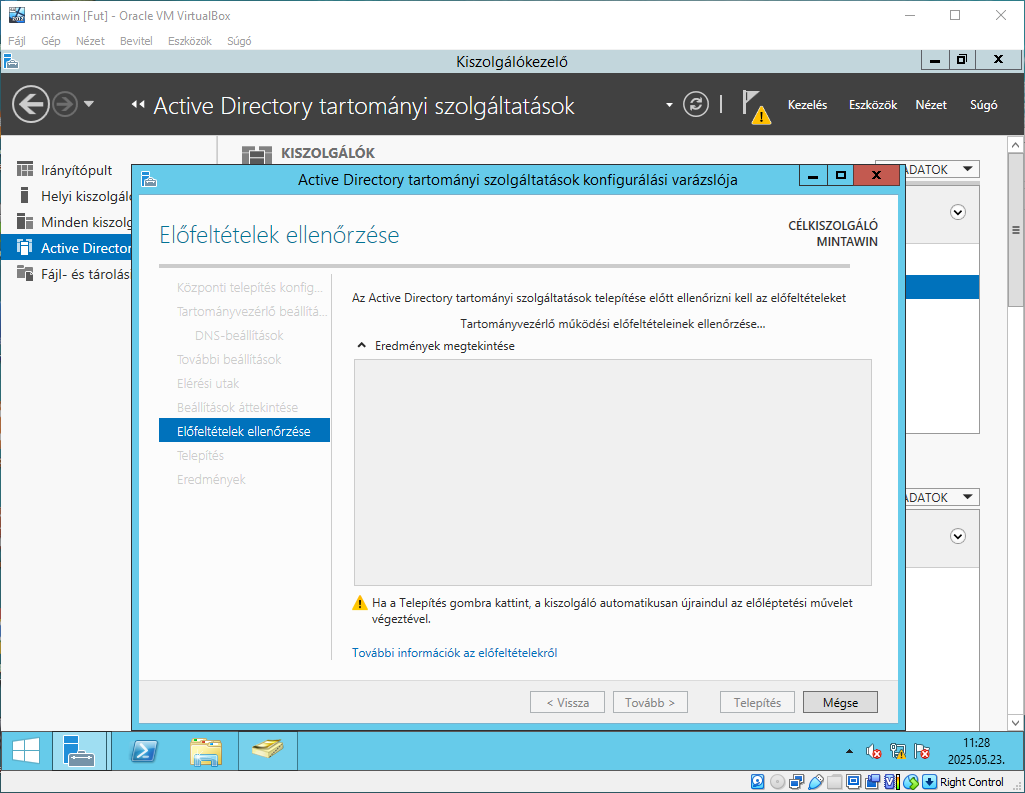 mintawin [Fut] - Oracle VM VirtualBox
Fájl Gép Nézet Bevitel Eszközök Súgó
Kiszolgálókezelő
Active Directory tartományi szolgáltatások
Kezelés Eszközök Nézet Súgó
Irányítópult
Helyi kiszolgáló
Minden kiszolg
Active Director
Fájl- és tárolás
KISZOLGÁLÓK
ADATOK
Active Directory tartományi szolgáltatások konfigurálási varázslója
Előfeltételek ellenőrzése
CÉLKISZOLGÁLÓ
MINTAWIN
Központi telepítés konfig...
Tartományvezérlő beállítá...
DNS-beállítások
További beállítások
Elérési utak
Beállítások áttekintése
Előfeltételek ellenőrzése
Telepítés
Eredmények
Az Active Directory tartományi szolgáltatások telepítése előtt ellenőrizni kell az előfeltételeket
Tartományvezérlő működési előfeltételeinek ellenőrzése...
Eredmények megtekintése
Ha a Telepítés gombra kattint, a kiszolgáló automatikusan újraindul az előléptetési művelet
végeztével.
További információk az előfeltételekről
< Vissza Tovább > Telepítés Mégse
ADATOK
11:28
2025.05.23.
Right Control